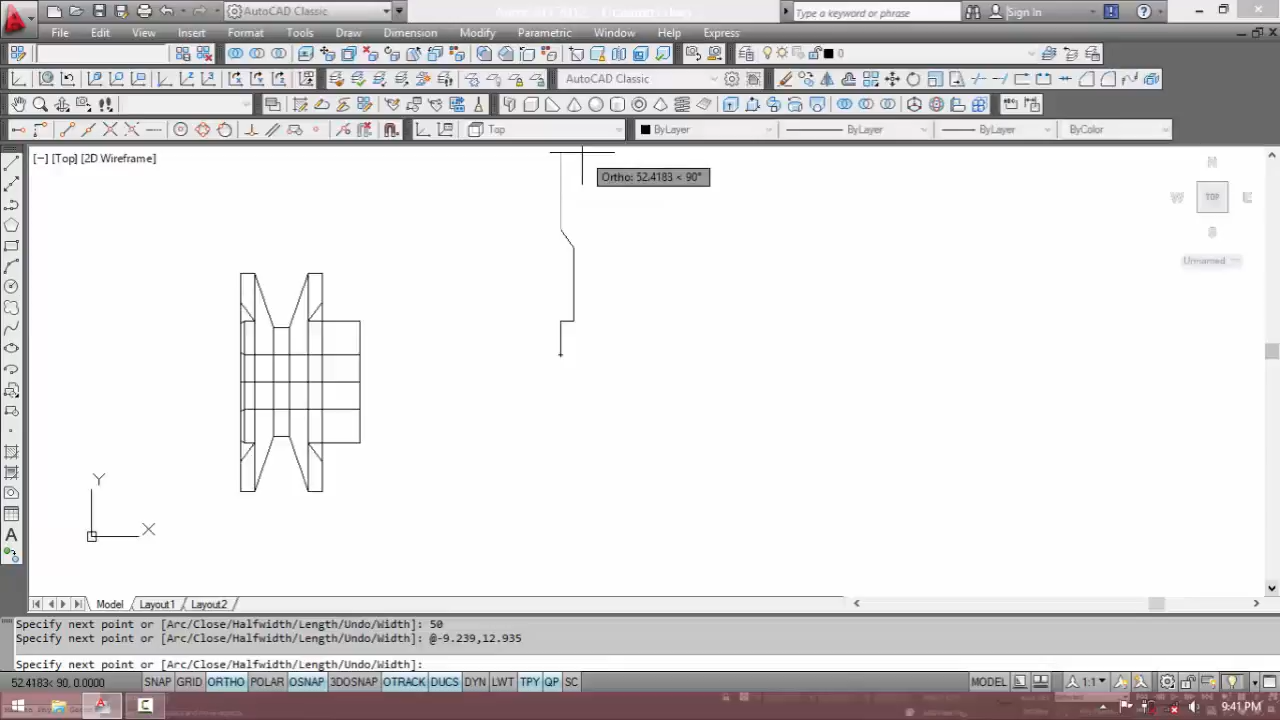 AutoCAD Classic
Type a keyword or phrase
Sign In
File Edit View Insert Format Tools Draw Dimension Modify Parametric Window Help Express
0
AutoCAD Classic
Top
ByLayer
ByLayer
ByLayer
ByColor
[−] [Top] [2D Wireframe]
Ortho: 52.4183 < 90°
N
W
TOP
E
S
Unnamed
Y
X
A
Model Layout1 Layout2
Specify next point or [Arc/Close/Halfwidth/Length/Undo/Width]: 50
Specify next point or [Arc/Close/Halfwidth/Length/Undo/Width]: @-9.239,12.935
Specify next point or [Arc/Close/Halfwidth/Length/Undo/Width]:
52.4183< 90, 0.0000
SNAP GRID ORTHO POLAR OSNAP 3DOSNAP OTRACK DUCS DYN LWT TPY QP SC
MODEL
1:1
9:41 PM